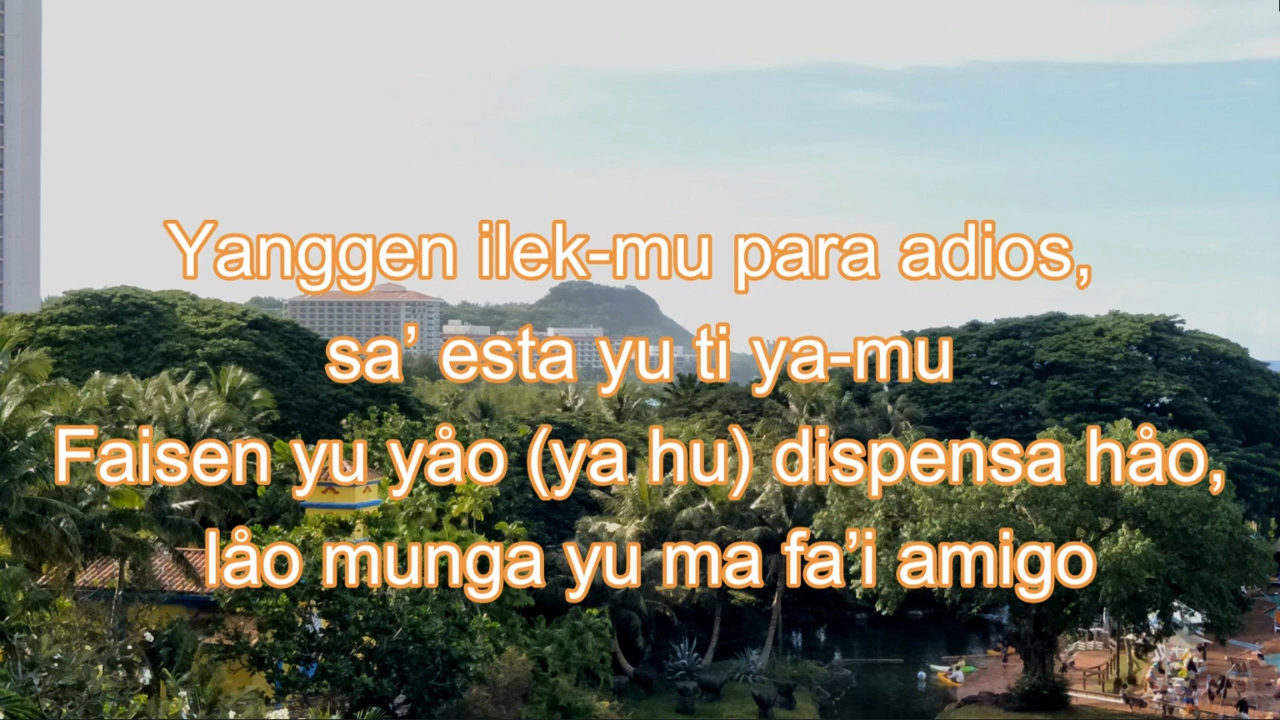 Yanggen ilek-mu para adios,
sa’ esta yu ti ya-mu
Faisen yu yåo (ya hu) dispensa håo,
låo munga yu ma fa’i amigo